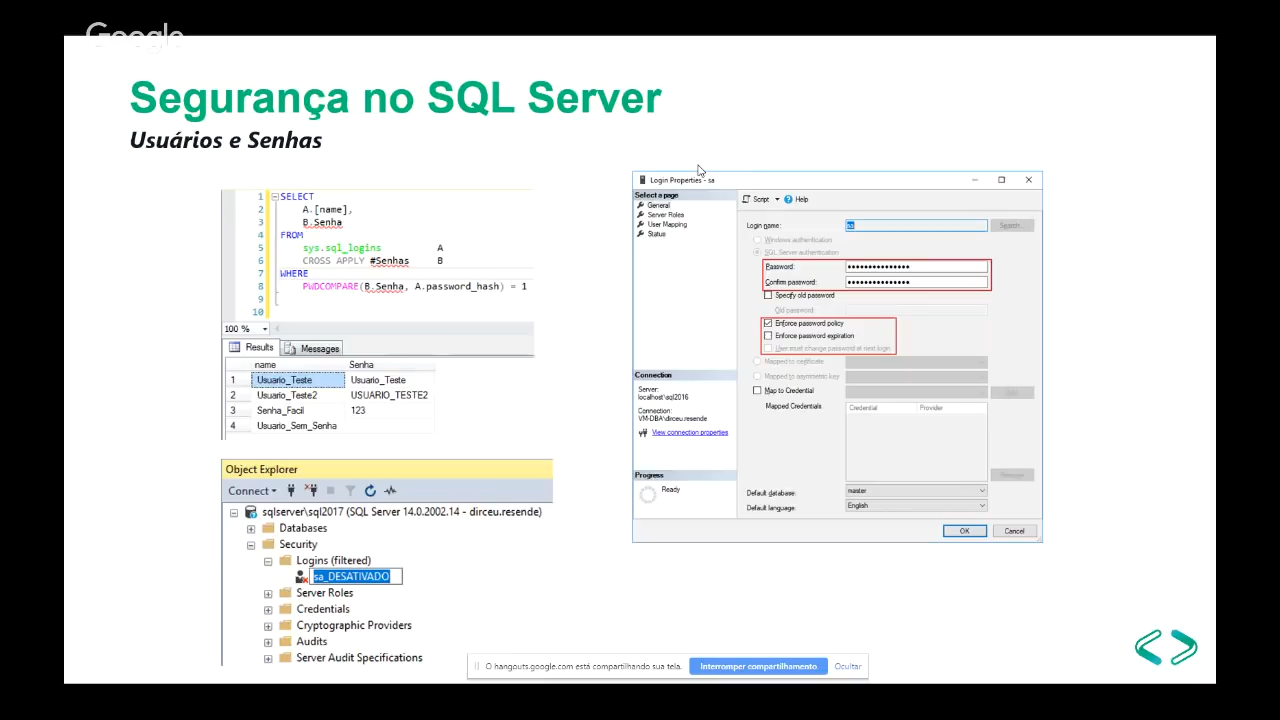 Google
Segurança no SQL Server
Usuários e Senhas
1 SELECT
2 A.[name],
3 B.Senha
4 FROM
5 sys.sql_logins A
6 CROSS APPLY #Senhas B
7 WHERE
8 PWDCOMPARE(B.Senha, A.password_hash) = 1
9
10
100 %
Results Messages
name Senha
1 Usuario_Teste Usuario_Teste
2 Usuario_Teste2 USUARIO_TESTE2
3 Senha_Facil 123
4 Usuario_Sem_Senha
Object Explorer
Connect
sqlserver\sql2017 (SQL Server 14.0.2002.14 - dirceu.resende)
Databases
Security
Logins (filtered)
sa_DESATIVADO
Server Roles
Credentials
Cryptographic Providers
Audits
Server Audit Specifications
Login Properties - sa
Select a page
General
Server Roles
User Mapping
Status
Connection
Server:
localhost\sql2016
Connection:
VM-DBA\dirceu.resende
View connection properties
Progress
Ready
Script Help
Login name: sa Search...
Windows authentication
SQL Server authentication
Password: ●●●●●●●●●●●●●●●
Confirm password: ●●●●●●●●●●●●●●●
Specify old password
Old password:
Enforce password policy
Enforce password expiration
User must change password at next login
Mapped to certificate
Mapped to asymmetric key
Map to Credential
Mapped Credentials Credential Provider
Default database: master
Default language: English
OK Cancel
O hangouts.google.com está compartilhando sua tela. Interromper compartilhamento Ocultar